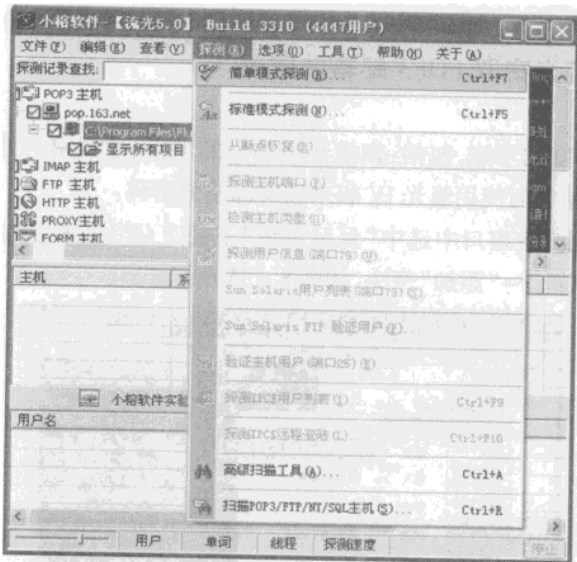 小榕软件-【流光5.0】 Build 3310 (4447用户)
文件(F) 编辑(E) 查看(V) 探测(R) 选项(O) 工具(T) 帮助(H) 关于(A)
探测记录查找:
简单模式探测(R)... Ctrl+F7
POP3 主机
pop.163.net
标准模式探测(N)... Ctrl+F5
C:\Program Files\Flu
显示所有项目
从断点恢复(B)...
IMAP 主机
FTP 主机
探测主机端口(P)
HTTP 主机
检测主机类型(O)
PROXY主机
FORM 主机
探测用户信息(端口79)(U)...
主机
Sun Solaris用户列表(端口79)(S)
Sun Solaris FTP 验证用户(F)...
验证主机用户(端口25)(E)...
小榕软件实验
探测IPC$用户列表(I)... Ctrl+F9
用户名
探测IPC$远程登陆(L)... Ctrl+F10
高级扫描工具(A)... Ctrl+A
扫描POP3/FTP/NT/SQL主机(S)... Ctrl+R
用户 单词 线程 探测速度 停止